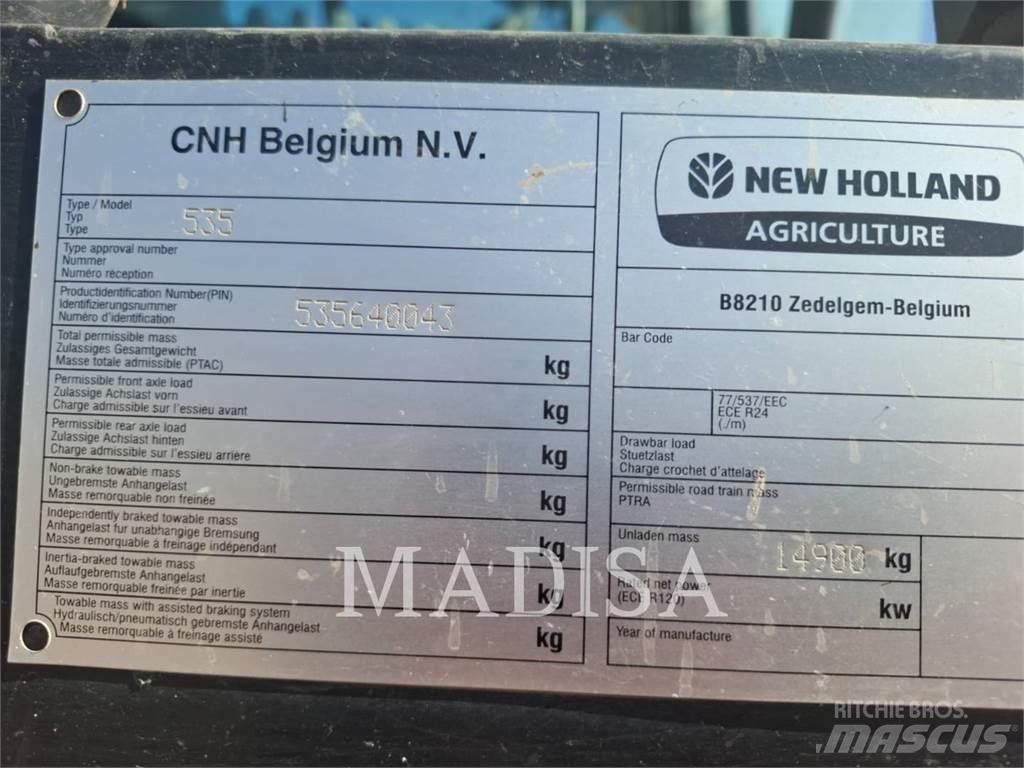 CNH Belgium N.V.
Type / Model
Typ
Type
535
Type approval number
Nummer
Numéro réception
Productidentification Number(PIN)
Identifizierungsnummer
Numéro d'identification
535640043
Total permissible mass
Zulassiges Gesamtgewicht
Masse totale admissible (PTAC)
kg
Permissible front axle load
Zulassige Achslast vorn
Charge admissible sur l'essieu avant
kg
Permissible rear axle load
Zulassige Achslast hinten
Charge admissible sur l'essieu arrière
kg
Non-brake towable mass
Ungebremste Anhangelast
Masse remorquable non freinée
kg
Independently braked towable mass
Anhangelast fur unabhangige Bremsung
Masse remorquable à freinage indépendant
kg
Inertia-braked towable mass
Auflaufgebremste Anhangelast
Masse remorquable freinée par inertie
kg
Towable mass with assisted braking system
Hydraulisch/pneumatisch gebremste Anhangelast
Masse remorquable à freinage assisté
kg
NEW HOLLAND
AGRICULTURE
B8210 Zedelgem-Belgium
Bar Code
77/537/EEC
ECE R24
(./m)
Drawbar load
Stuetzlast
Charge crochet d'attelage
Permissible road train mass
PTRA
Unladen mass
14900 kg
Rated net power
(ECE R120)
kw
Year of manufacture
MADISA
RITCHIE BROS.
MASCUS